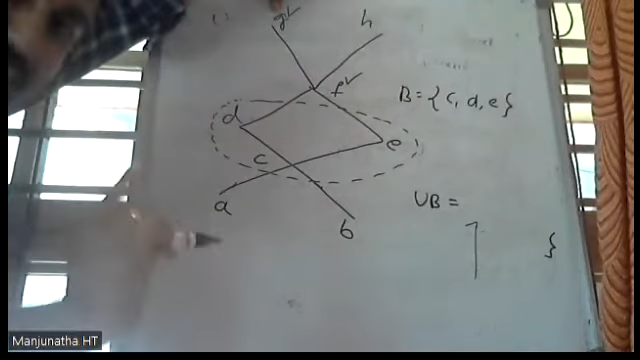 g✓ h
f✓
B = {c, d, e}
d
c e
UB =
a
b
}
Manjunatha HT